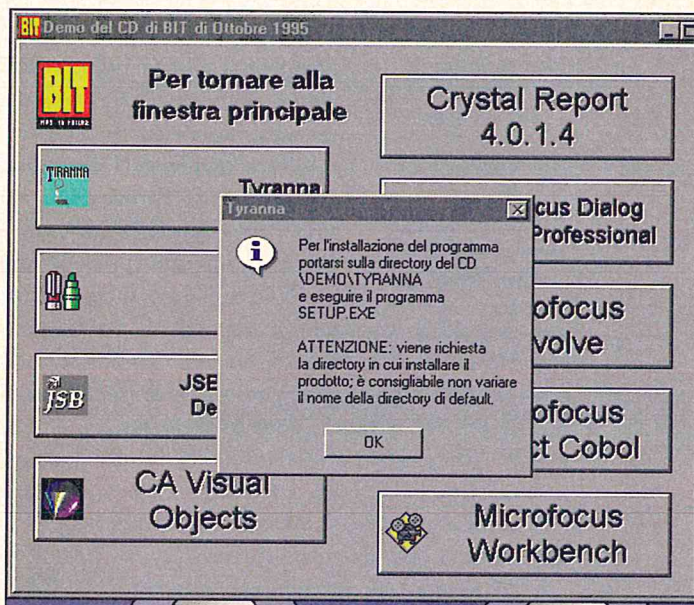 BIT Demo del CD di BIT di Ottobre 1995
BIT
Per tornare alla
finestra principale
TIRANNA
Tyranna
JSB
JSB
De
CA Visual
Objects
Crystal Report
4.0.1.4
cus Dialog
Professional
ofocus
volve
ofocus
ct Cobol
Microfocus
Workbench
Tyranna
Per l'installazione del programma
portarsi sulla directory del CD
\DEMO\TYRANNA
e eseguire il programma
SETUP.EXE
ATTENZIONE: viene richiesta
la directory in cui installare il
prodotto; è consigliabile non variare
il nome della directory di default.
OK